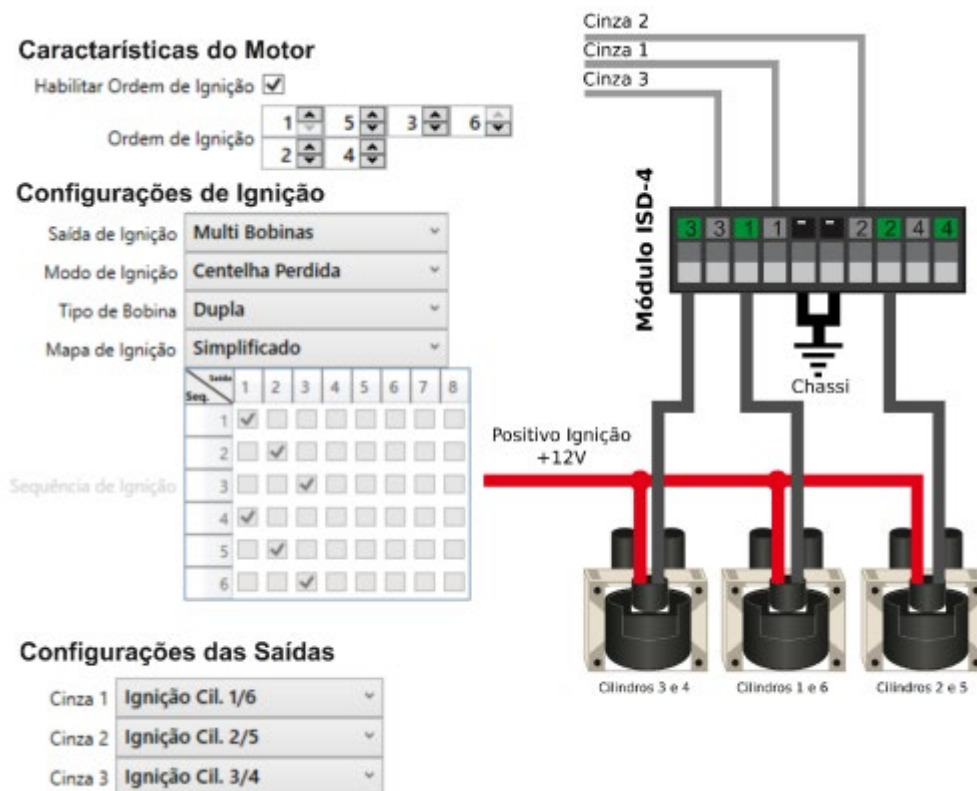 Caractarísticas do Motor
Habilitar Ordem de Ignição
Ordem de Ignição
1 5 3 6
2 4
Configurações de Ignição
Saída de Ignição Multi Bobinas
Modo de Ignição Centelha Perdida
Tipo de Bobina Dupla
Mapa de Ignição Simplificado
Saída
Seq.
1 2 3 4 5 6 7 8
1
2
Sequência de Ignição 3
4
5
6
Configurações das Saídas
Cinza 1 Ignição Cil. 1/6
Cinza 2 Ignição Cil. 2/5
Cinza 3 Ignição Cil. 3/4
Cinza 2
Cinza 1
Cinza 3
Módulo ISD-4
3 3 1 1 2 2 4 4
Chassi
Positivo Ignição
+12V
Cilindros 3 e 4 Cilindros 1 e 6 Cilindros 2 e 5